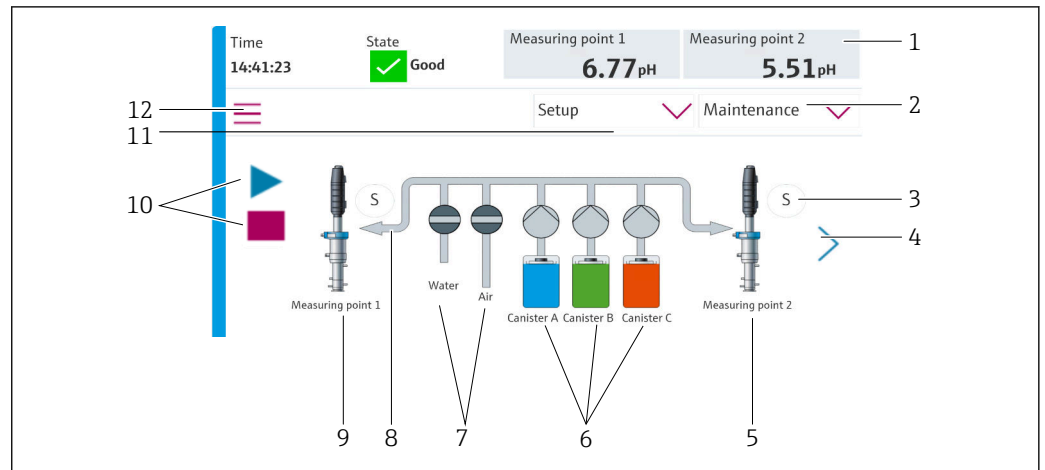 Time
State
Measuring point 1
Measuring point 2
1
14:41:23
Good
6.77pH
5.51pH
12
Setup
Maintenance
2
11
10
S
S
3
4
Water
Air
Measuring point 1
Canister A
Canister B
Canister C
Measuring point 2
9
8
7
6
5